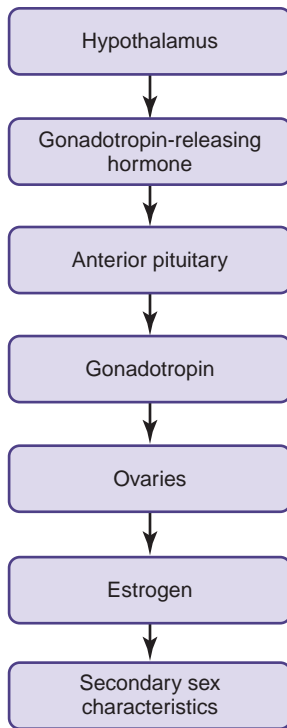 Hypothalamus
Gonadotropin-releasing
hormone
Anterior pituitary
Gonadotropin
Ovaries
Estrogen
Secondary sex
characteristics